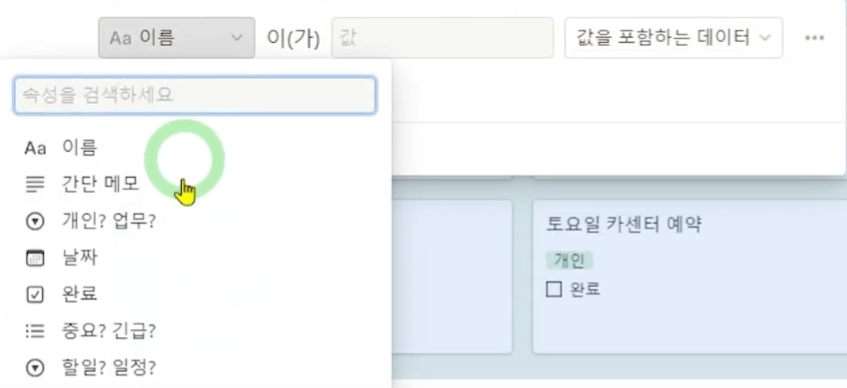 Aa 이름 이(가) 값 값을 포함하는 데이터
속성을 검색하세요
Aa 이름
간단 메모
개인? 업무?
날짜
완료
중요? 긴급?
할일? 일정?
토요일 카센터 예약
개인
완료